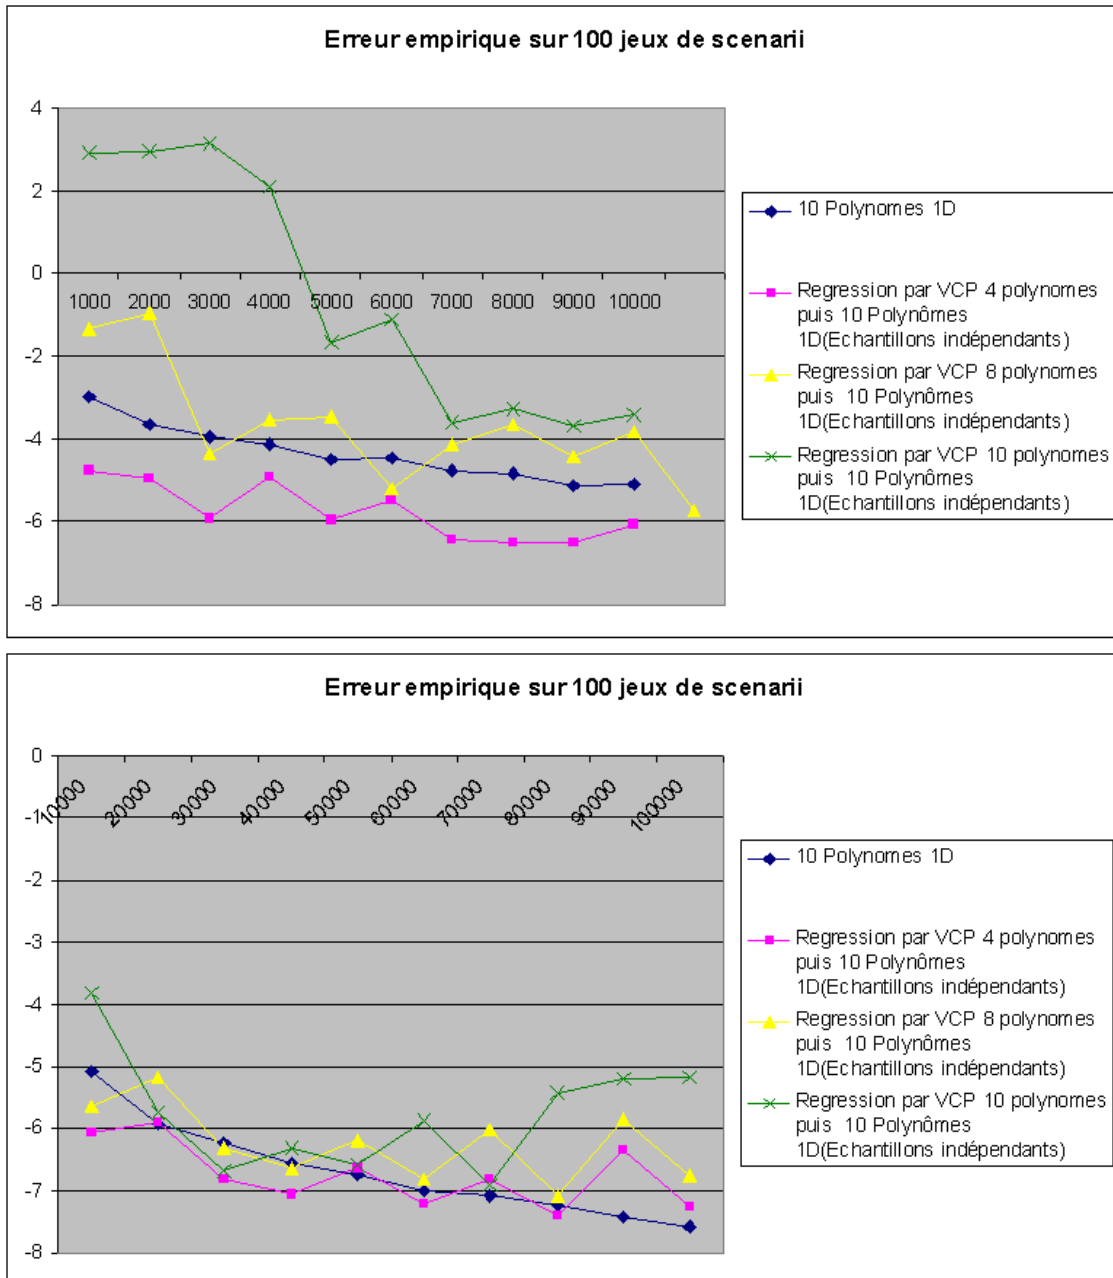 Erreur empirique sur 100 jeux de scenarii
4
2
0
-2
-4
-6
-8
1000 2000 3000 4000 5000 6000 7000 8000 9000 10000
10 Polynomes 1D
Regression par VCP 4 polynomes
puis 10 Polynômes
1D(Echantillons indépendants)
Regression par VCP 8 polynomes
puis 10 Polynômes
1D(Echantillons indépendants)
Regression par VCP 10 polynomes
puis 10 Polynômes
1D(Echantillons indépendants)
Erreur empirique sur 100 jeux de scenarii
0
-1
-2
-3
-4
-5
-6
-7
-8
10000 20000 30000 40000 50000 60000 70000 80000 90000 100000
10 Polynomes 1D
Regression par VCP 4 polynomes
puis 10 Polynômes
1D(Echantillons indépendants)
Regression par VCP 8 polynomes
puis 10 Polynômes
1D(Echantillons indépendants)
Regression par VCP 10 polynomes
puis 10 Polynômes
1D(Echantillons indépendants)